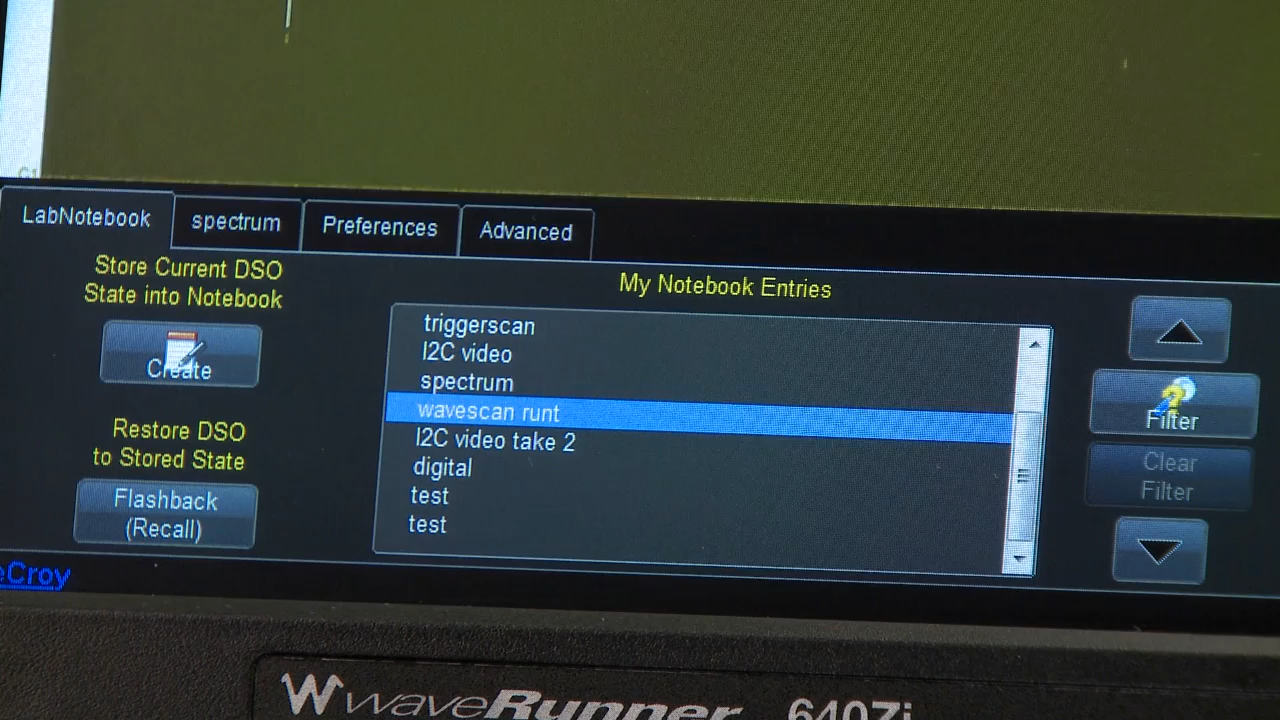 LabNotebook
spectrum
Preferences
Advanced
Store Current DSO
State into Notebook
Create
Restore DSO
to Stored State
Flashback
(Recall)
My Notebook Entries
triggerscan
I2C video
spectrum
wavescan runt
I2C video take 2
digital
test
test
Filter
Clear
Filter
eCroy
waveRunner 640Zi